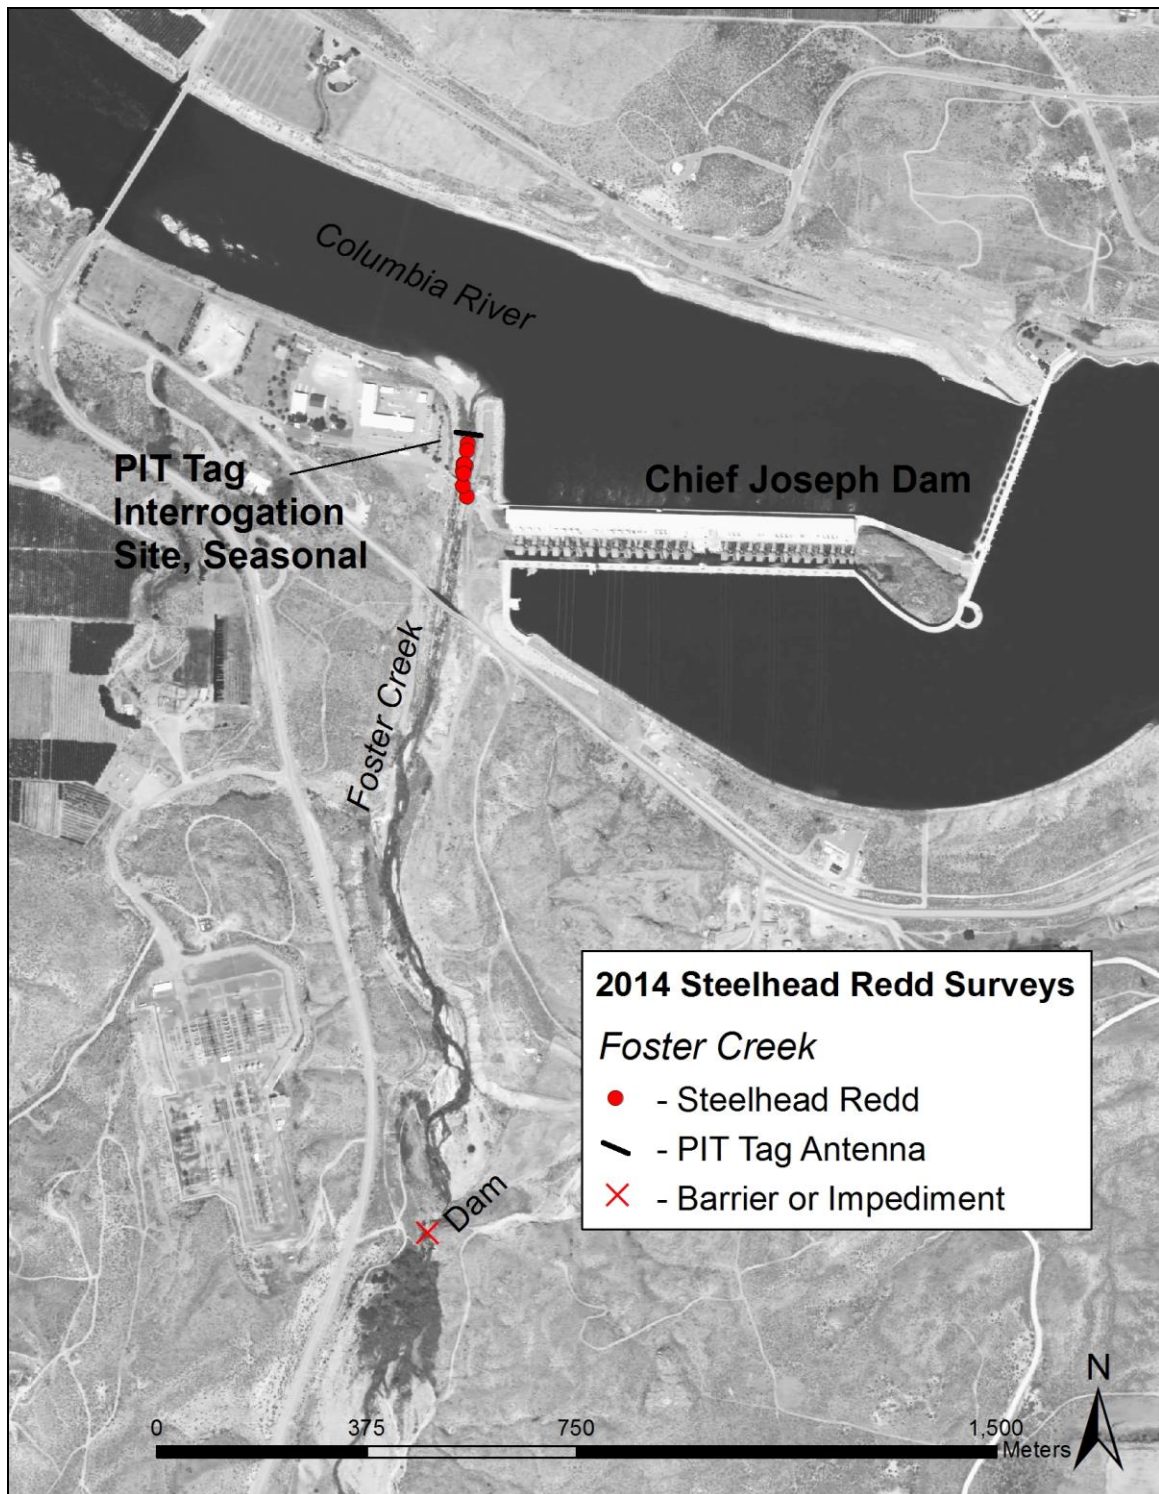 Columbia River
PIT Tag
Interrogation
Site, Seasonal
Chief Joseph Dam
Foster Creek
2014 Steelhead Redd Surveys
Foster Creek
- Steelhead Redd
- PIT Tag Antenna
- Barrier or Impediment
Dam
N
0 375 750 1,500
Meters